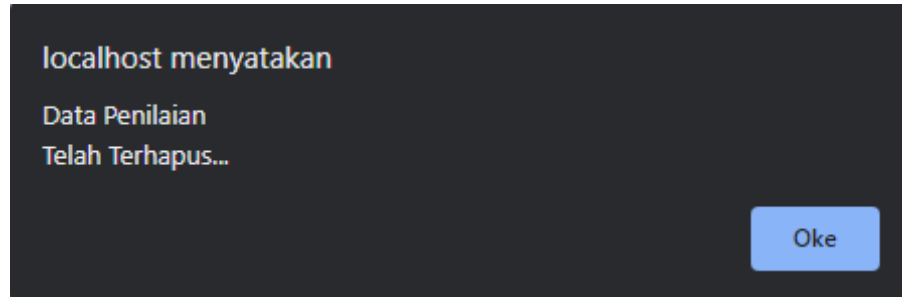 localhost menyatakan
Data Penilaian
Telah Terhapus...
Oke